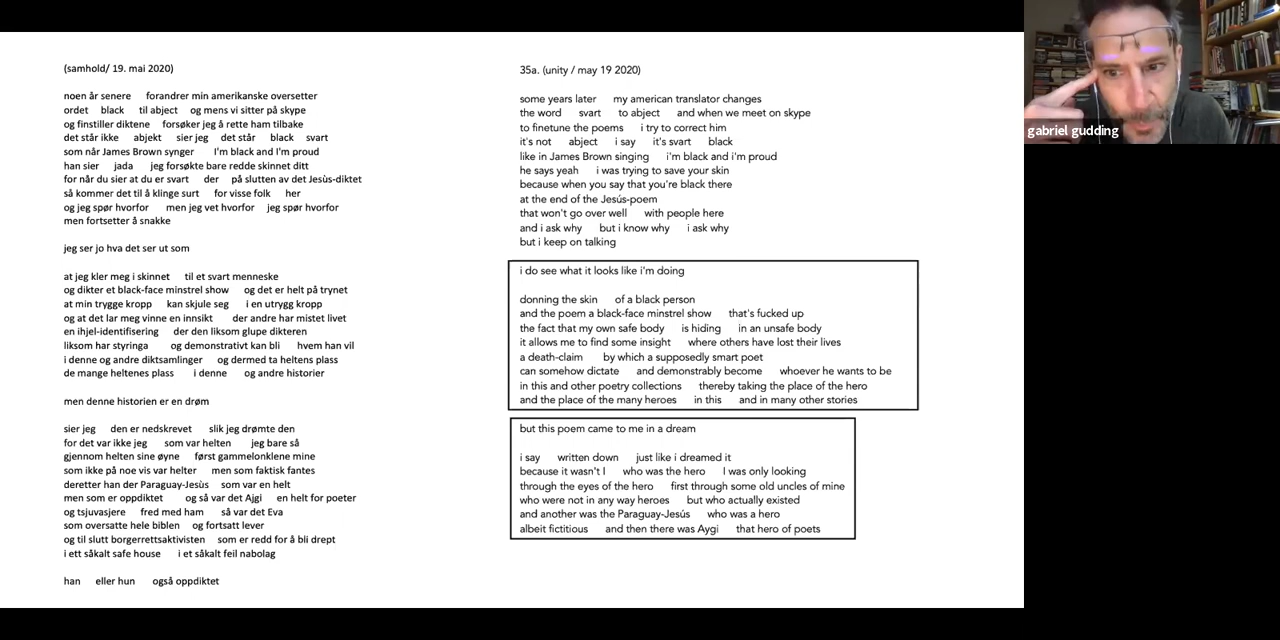 (samhold/ 19. mai 2020)
noen år senere forandrer min amerikanske oversetter
ordet black til abject og mens vi sitter på skype
og finstiller diktene forsøker jeg å rette ham tilbake
det står ikke abjekt sier jeg det står black svart
som når James Brown synger I'm black and I'm proud
han sier jada jeg forsøkte bare redde skinnet ditt
for når du sier at du er svart der på slutten av det Jesùs-diktet
så kommer det til å klinge surt for visse folk her
og jeg spør hvorfor men jeg vet hvorfor jeg spør hvorfor
men fortsetter å snakke
jeg ser jo hva det ser ut som
at jeg kler meg i skinnet til et svart menneske
og dikter et black-face minstrel show og det er helt på trynet
at min trygge kropp kan skjule seg i en utrygg kropp
og at det lar meg vinne en innsikt der andre har mistet livet
en ihjel-identifisering der den liksom glupe dikteren
liksom har styringa og demonstrativt kan bli hvem han vil
i denne og andre diktsamlinger og dermed ta heltens plass
de mange heltenes plass i denne og andre historier
men denne historien er en drøm
sier jeg den er nedskrevet slik jeg drømte den
for det var ikke jeg som var helten jeg bare så
gjennom helten sine øyne først gammelonklene mine
som ikke på noe vis var helter men som faktisk fantes
deretter han der Paraguay-Jesùs som var en helt
men som er oppdiktet og så var det Ajgi en helt for poeter
og tsjuvasjere fred med ham så var det Eva
som oversatte hele biblen og fortsatt lever
og til slutt borgerrettsaktivisten som er redd for å bli drept
i ett såkalt safe house i et såkalt feil nabolag
han eller hun også oppdiktet
35a. (unity / may 19 2020)
some years later my american translator changes
the word svart to abject and when we meet on skype
to finetune the poems i try to correct him
it's not abject i say it's svart black
like in James Brown singing i'm black and i'm proud
he says yeah i was trying to save your skin
because when you say that you're black there
at the end of the Jesús-poem
that won't go over well with people here
and i ask why but i know why i ask why
but i keep on talking
i do see what it looks like i'm doing
donning the skin of a black person
and the poem a black-face minstrel show that's fucked up
the fact that my own safe body is hiding in an unsafe body
it allows me to find some insight where others have lost their lives
a death-claim by which a supposedly smart poet
can somehow dictate and demonstrably become whoever he wants to be
in this and other poetry collections thereby taking the place of the hero
and the place of the many heroes in this and in many other stories
but this poem came to me in a dream
i say written down just like i dreamed it
because it wasn't I who was the hero I was only looking
through the eyes of the hero first through some old uncles of mine
who were not in any way heroes but who actually existed
and another was the Paraguay-Jesús who was a hero
albeit fictitious and then there was Aygi that hero of poets
gabriel gudding